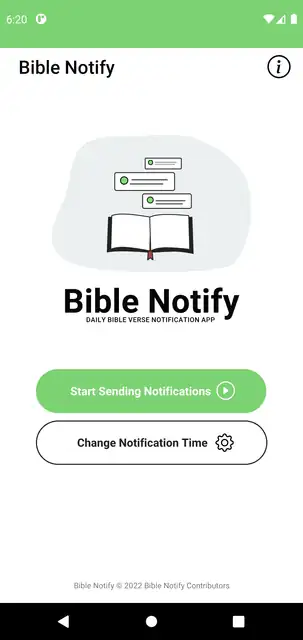 6:20
Bible Notify
Bible Notify
DAILY BIBLE VERSE NOTIFICATION APP
Start Sending Notifications
Change Notification Time
Bible Notify © 2022 Bible Notify Contributors